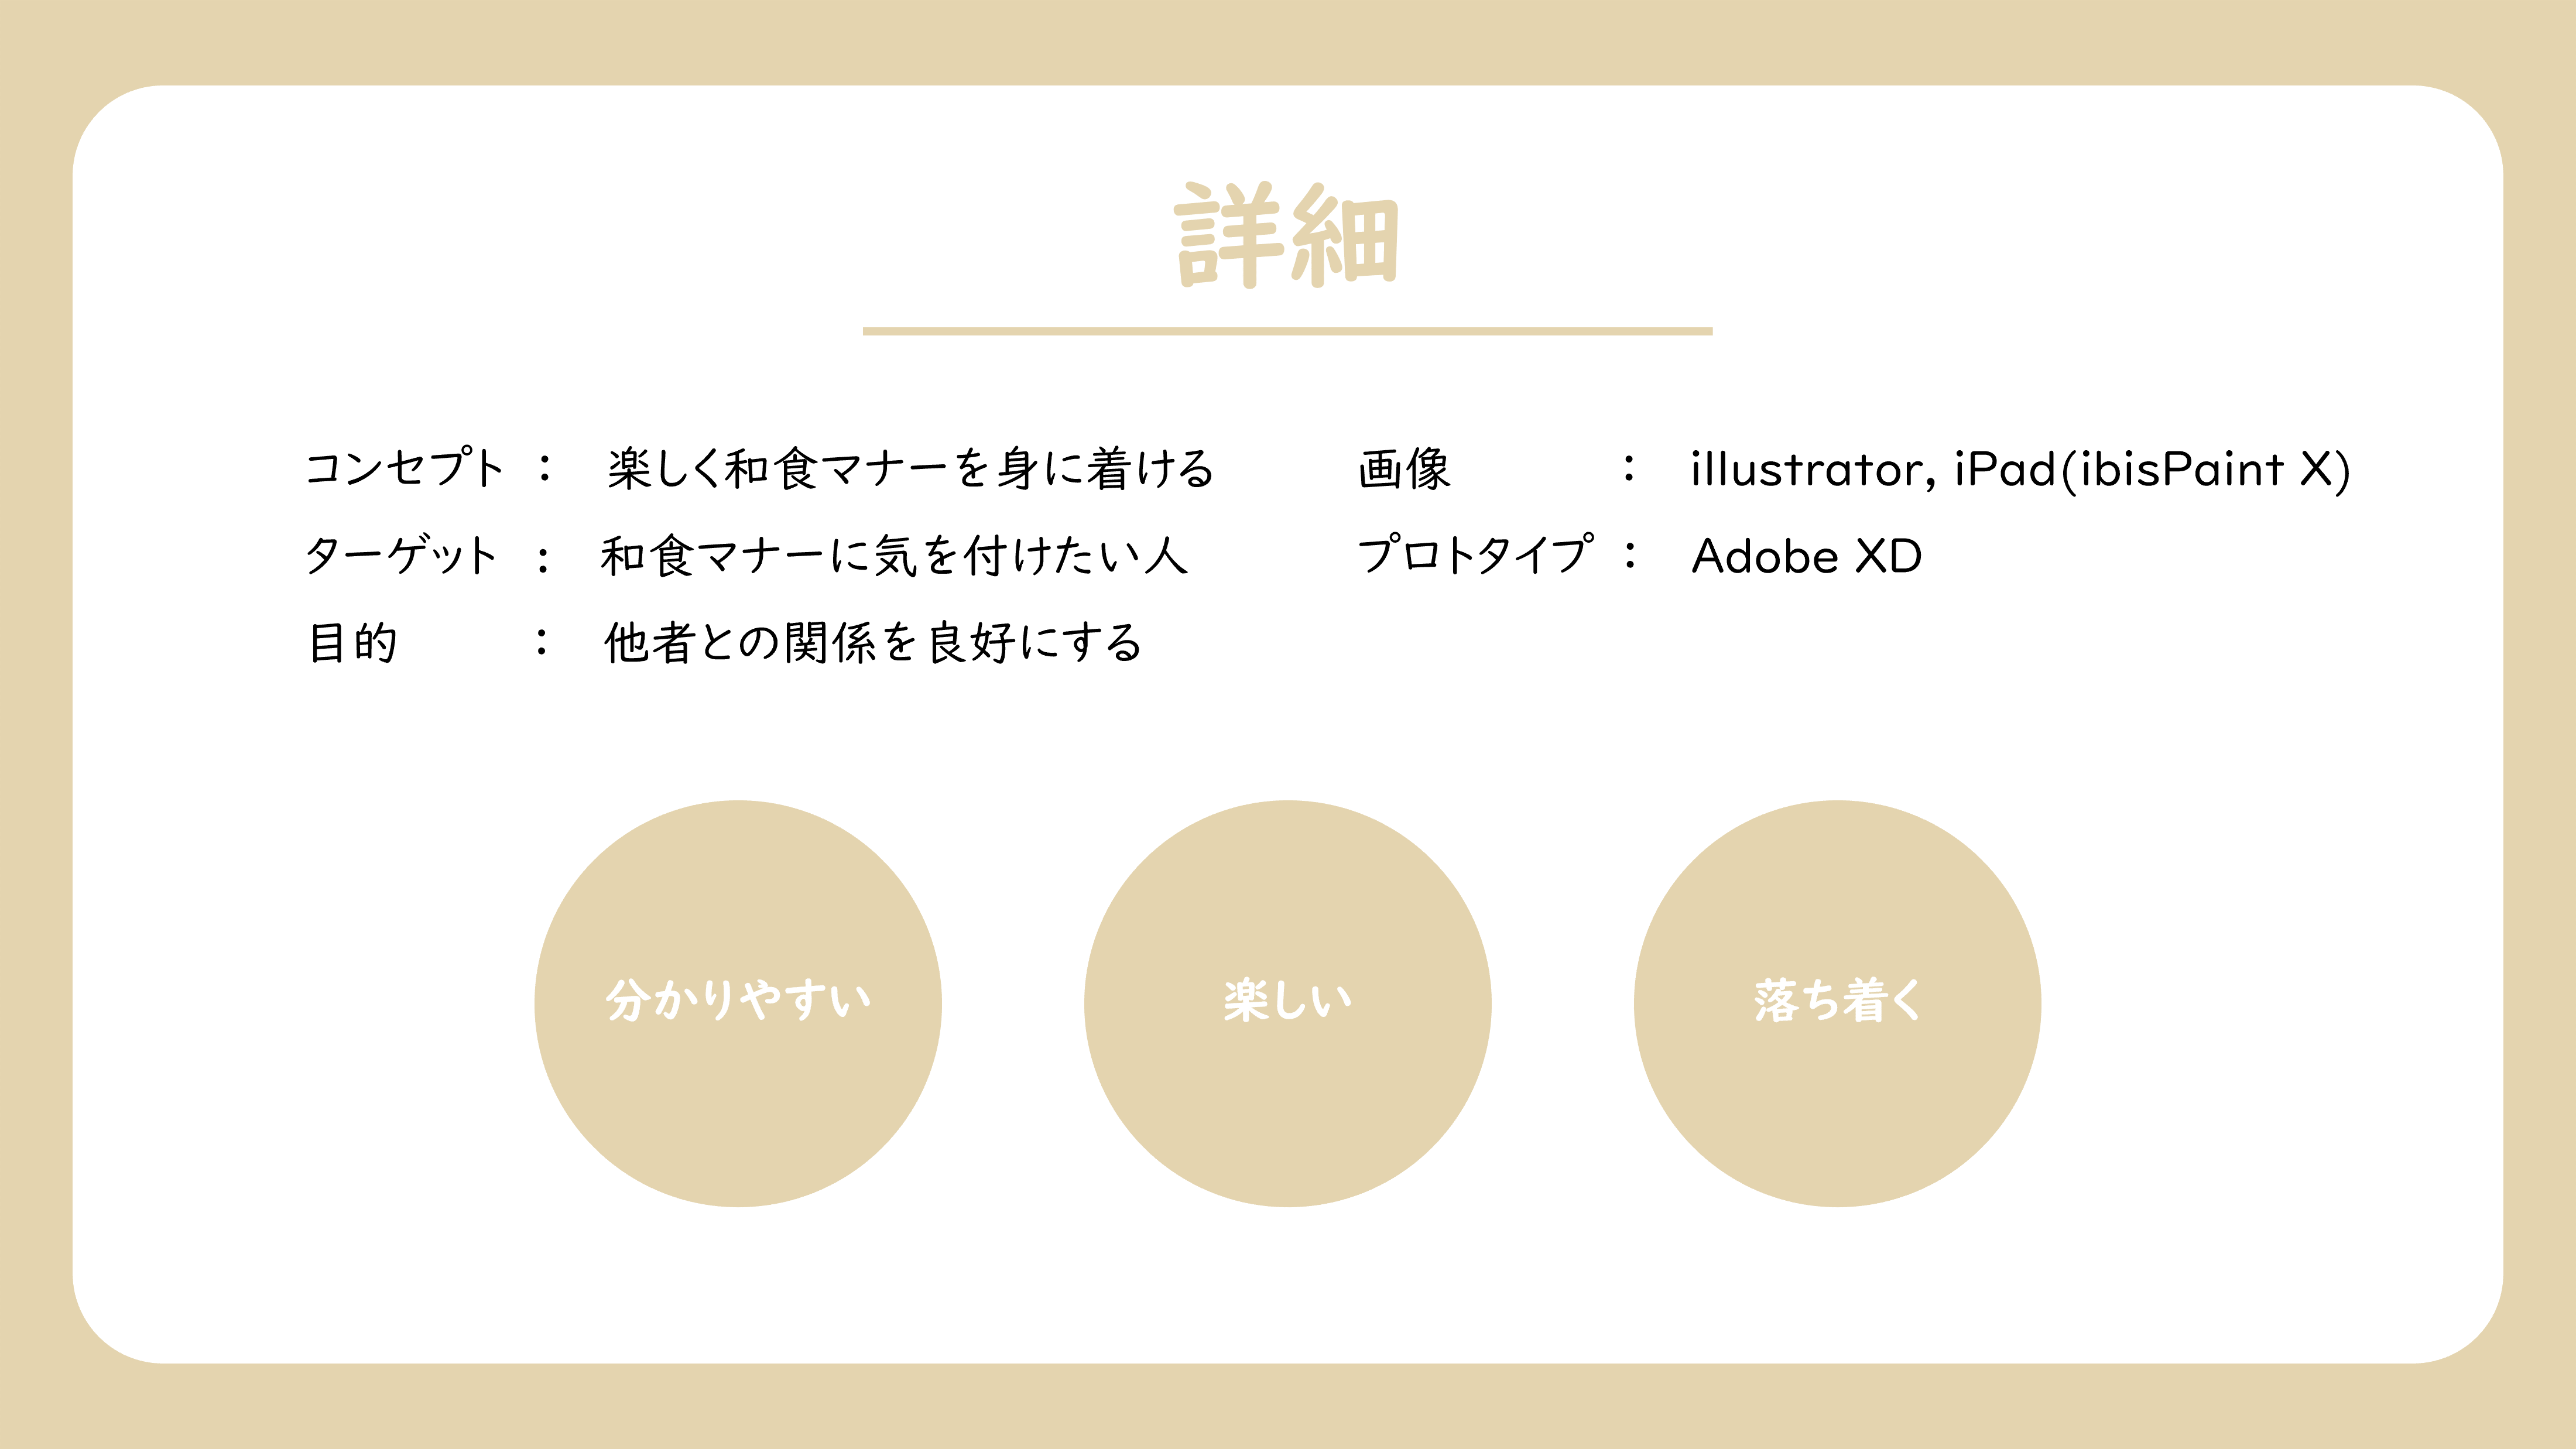 詳細
コンセプト : 楽しく和食マナーを身に着ける
ターゲット : 和食マナーに気を付けたい人
目的 : 他者との関係を良好にする
画像 : illustrator, iPad(ibisPaint X)
プロトタイプ : Adobe XD
分かりやすい
楽しい
落ち着く